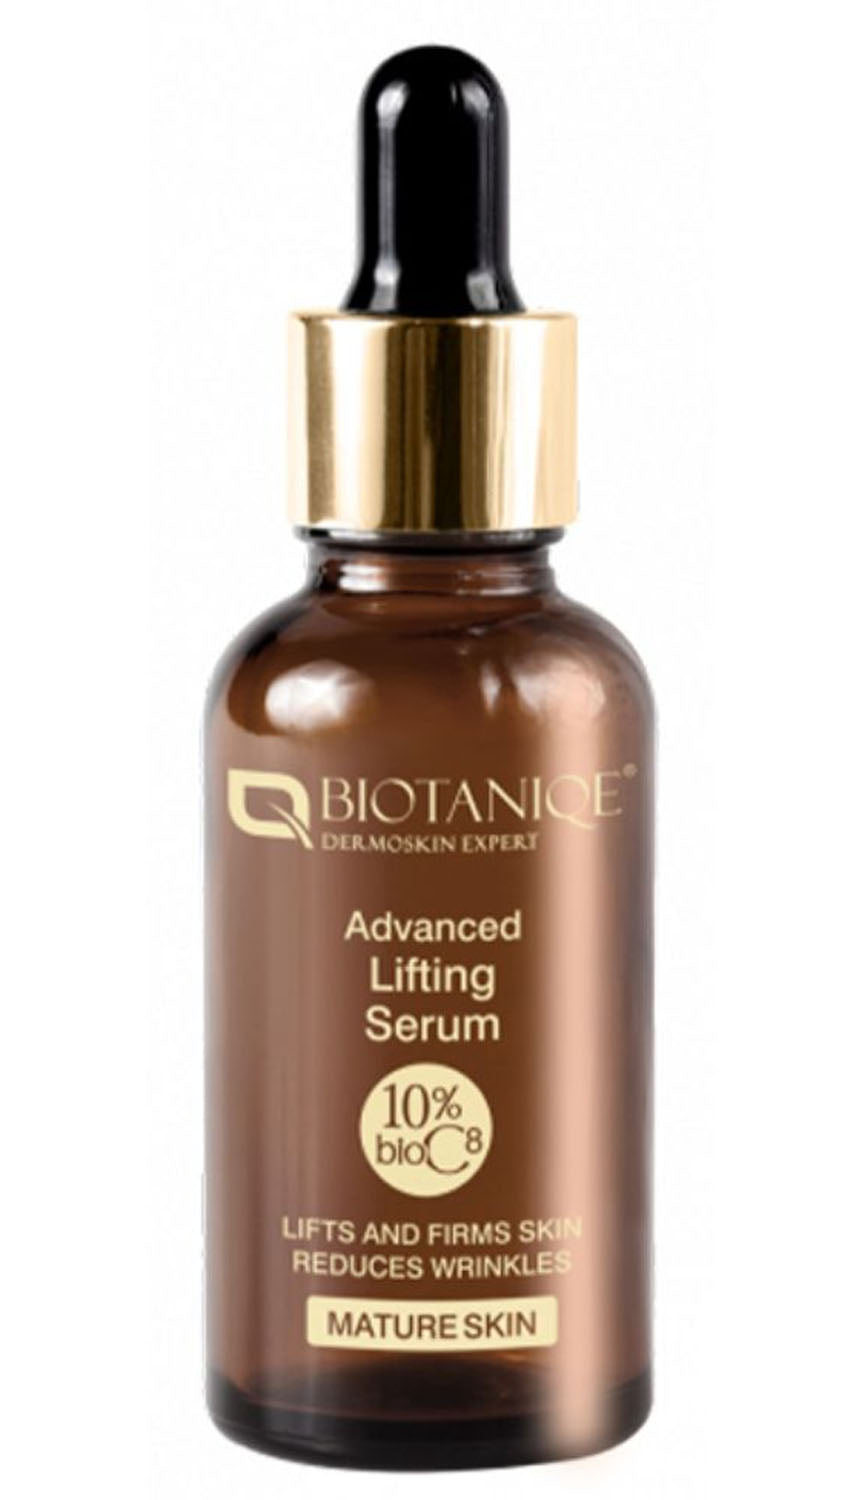 BIOTANIQE®
DERMOSKIN EXPERT
Advanced
Lifting
Serum
10%
bioC8
LIFTS AND FIRMS SKIN
REDUCES WRINKLES
MATURE SKIN